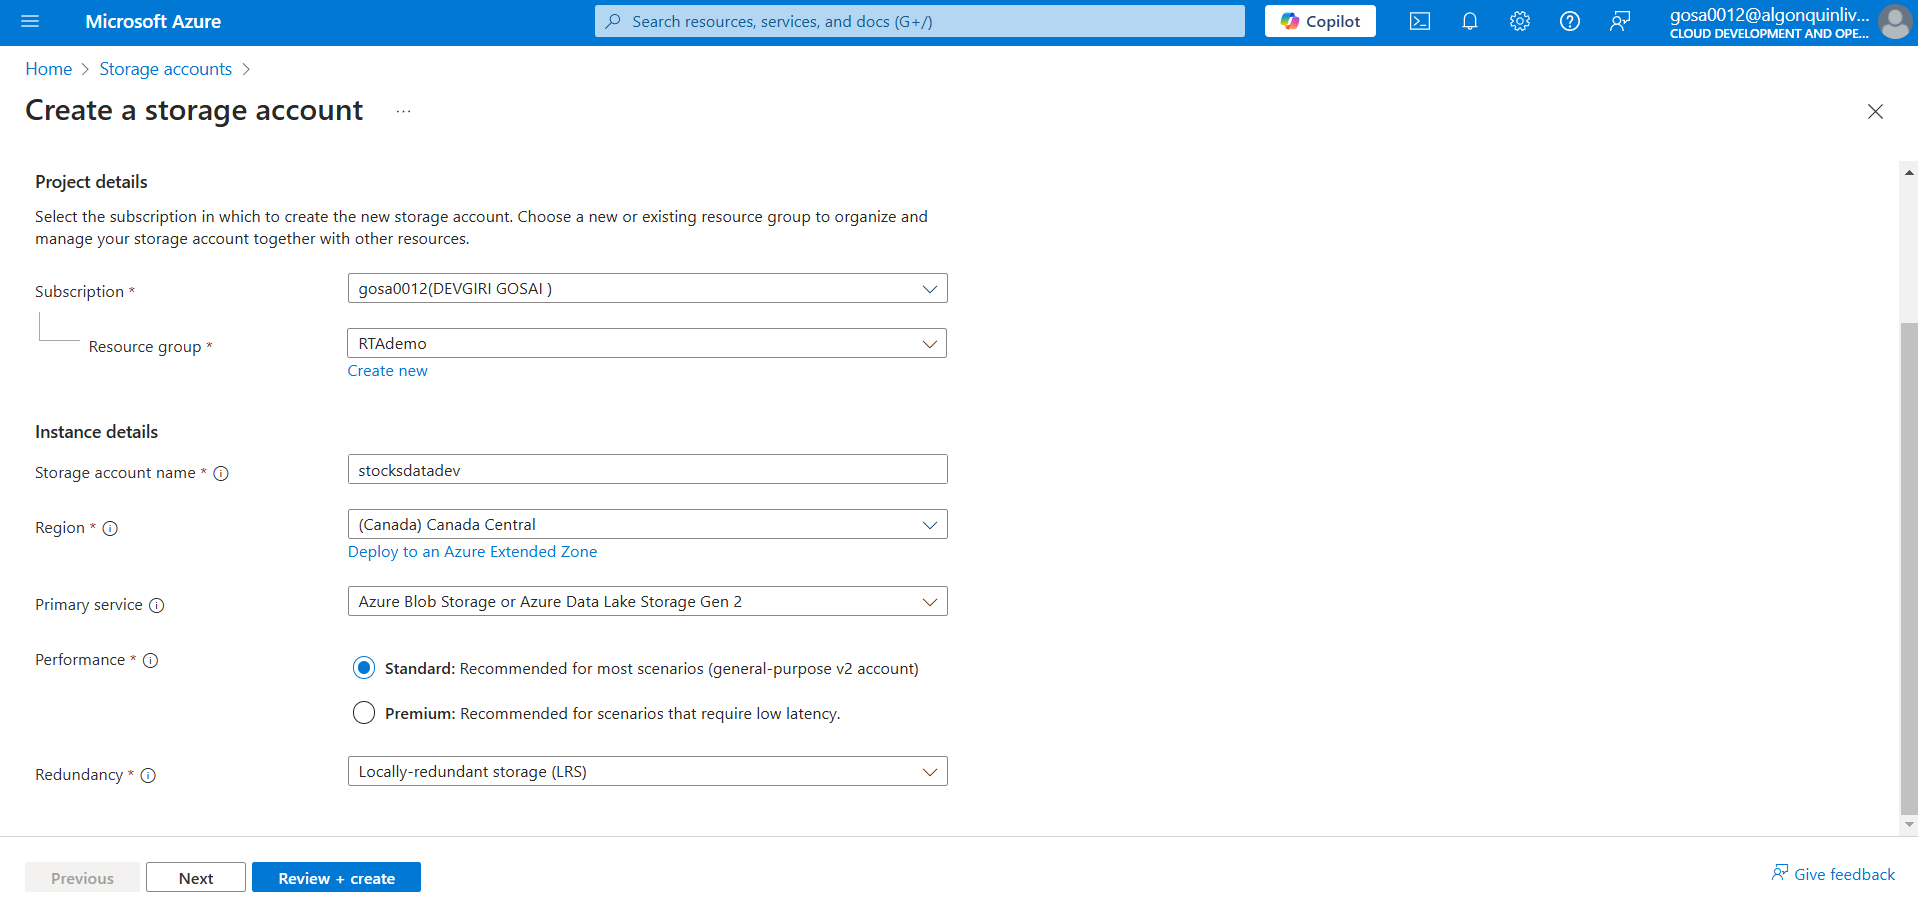 Microsoft Azure
Search resources, services, and docs (G+/)
Copilot
gosa0012@algonquinliv...
CLOUD DEVELOPMENT AND OPE...
Home > Storage accounts >
Create a storage account ...
Project details
Select the subscription in which to create the new storage account. Choose a new or existing resource group to organize and
manage your storage account together with other resources.
Subscription *
gosa0012(DEVGIRI GOSAI )
Resource group *
RTAdemo
Create new
Instance details
Storage account name *
stocksdatadev
Region *
(Canada) Canada Central
Deploy to an Azure Extended Zone
Primary service
Azure Blob Storage or Azure Data Lake Storage Gen 2
Performance *
Standard: Recommended for most scenarios (general-purpose v2 account)
Premium: Recommended for scenarios that require low latency.
Redundancy *
Locally-redundant storage (LRS)
Previous
Next
Review + create
Give feedback